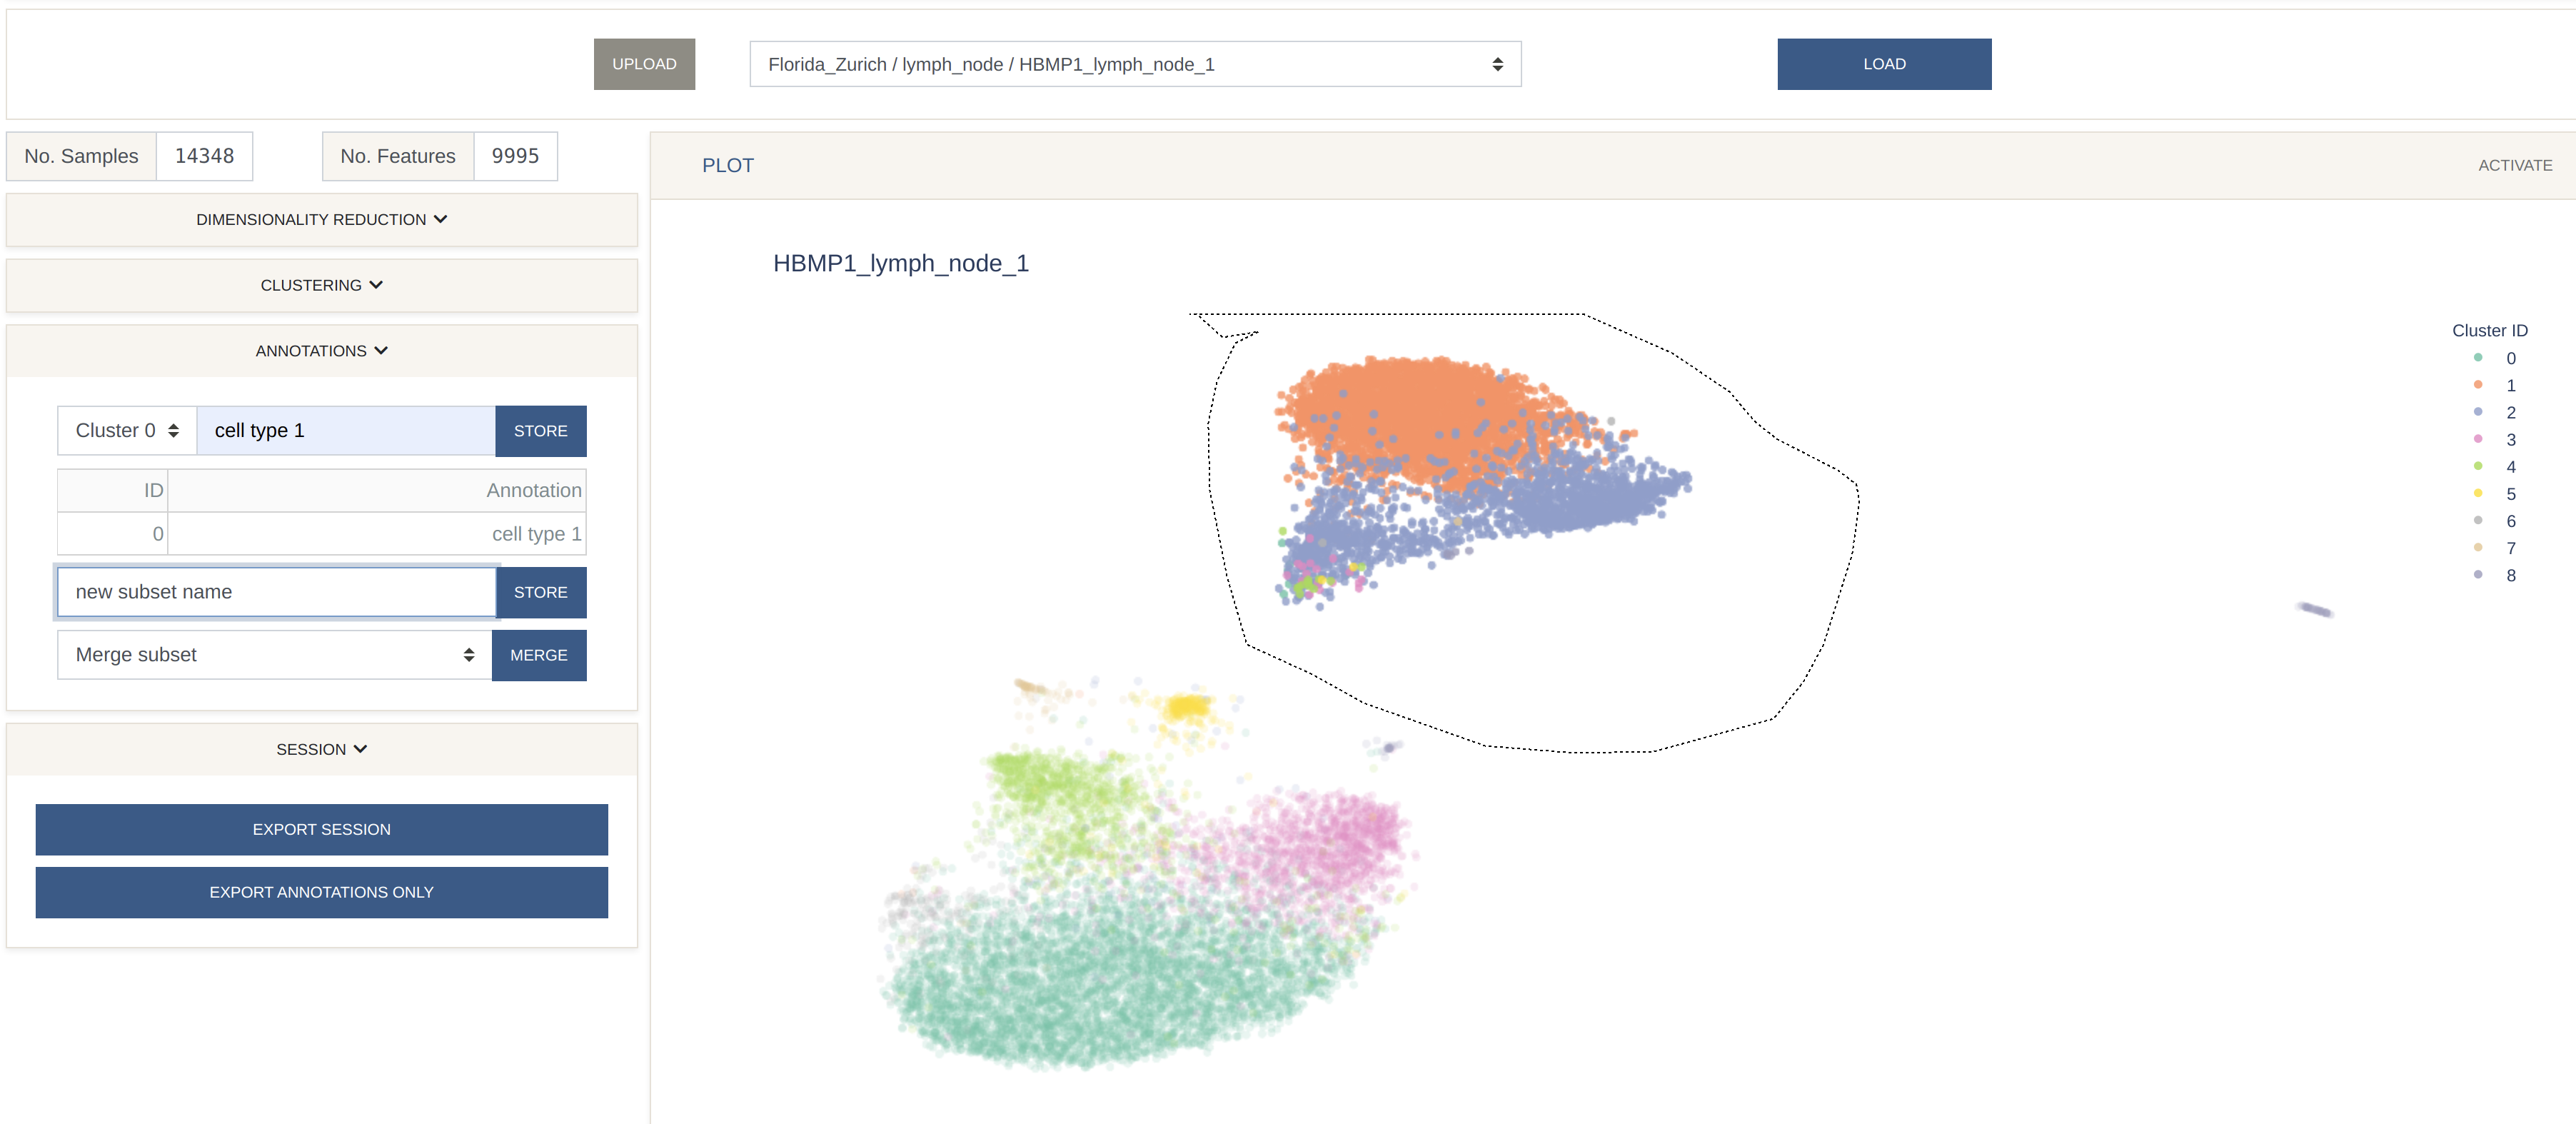 UPLOAD
Florida_Zurich / lymph_node / HBMP1_lymph_node_1
LOAD
No. Samples 14348
No. Features 9995
DIMENSIONALITY REDUCTION
CLUSTERING
ANNOTATIONS
Cluster 0 cell type 1 STORE
ID Annotation
0 cell type 1
new subset name STORE
Merge subset MERGE
SESSION
EXPORT SESSION
EXPORT ANNOTATIONS ONLY
PLOT ACTIVATE
HBMP1_lymph_node_1
Cluster ID
0
1
2
3
4
5
6
7
8